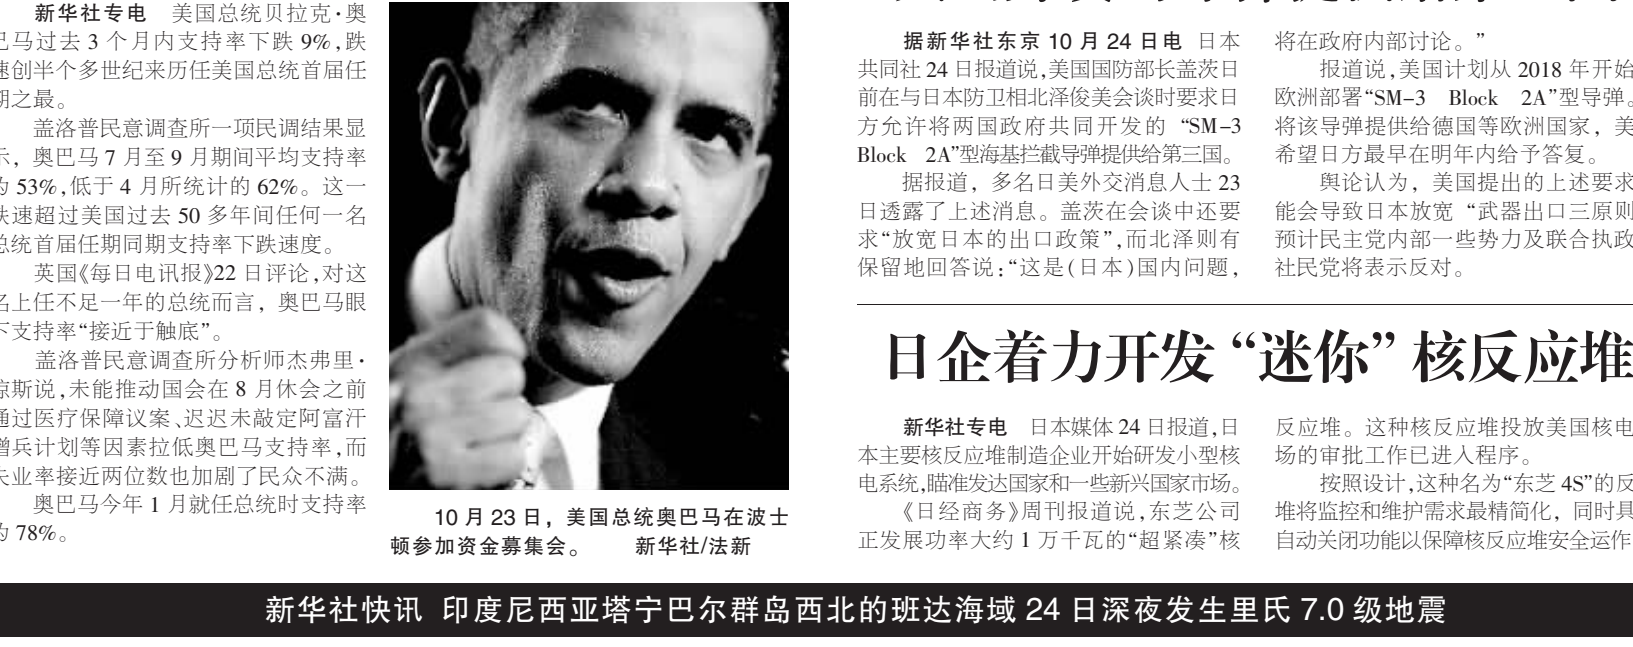 新华社专电 美国总统贝拉克·奥
巴马过去 3 个月内支持率下跌 9%,跌
速创半个多世纪来历任美国总统首届任
期之最。
盖洛普民意调查所一项民调结果显
示，奥巴马 7 月至 9 月期间平均支持率
为 53%,低于 4 月所统计的 62%。这一
跌速超过美国过去 50 多年间任何一名
总统首届任期同期支持率下跌速度。
英国《每日电讯报》22 日评论,对这
名上任不足一年的总统而言，奥巴马眼
下支持率“接近于触底”。
盖洛普民意调查所分析师杰弗里·
琼斯说,未能推动国会在 8 月休会之前
通过医疗保障议案、迟迟未敲定阿富汗
增兵计划等因素拉低奥巴马支持率,而
失业率接近两位数也加剧了民众不满。
奥巴马今年 1 月就任总统时支持率
为 78%。
10 月 23 日，美国总统奥巴马在波士
顿参加资金募集会。 新华社/法新
据新华社东京 10 月 24 日电 日本
共同社 24 日报道说,美国国防部长盖茨日
前在与日本防卫相北泽俊美会谈时要求日
方允许将两国政府共同开发的 “SM-3
Block 2A”型海基拦截导弹提供给第三国。
据报道，多名日美外交消息人士 23
日透露了上述消息。盖茨在会谈中还要
求“放宽日本的出口政策”,而北泽则有
保留地回答说:“这是(日本)国内问题，
将在政府内部讨论。”
报道说,美国计划从 2018 年开始
欧洲部署“SM-3 Block 2A”型导弹。
将该导弹提供给德国等欧洲国家，美
希望日方最早在明年内给予答复。
舆论认为，美国提出的上述要求
能会导致日本放宽 “武器出口三原则
预计民主党内部一些势力及联合执政
社民党将表示反对。
日企着力开发“迷你”核反应堆
新华社专电 日本媒体 24 日报道,日
本主要核反应堆制造企业开始研发小型核
电系统,瞄准发达国家和一些新兴国家市场。
《日经商务》周刊报道说,东芝公司
正发展功率大约 1 万千瓦的“超紧凑”核
反应堆。这种核反应堆投放美国核电
场的审批工作已进入程序。
按照设计,这种名为“东芝 4S”的反
堆将监控和维护需求最精简化，同时具
自动关闭功能以保障核反应堆安全运作
新华社快讯 印度尼西亚塔宁巴尔群岛西北的班达海域 24 日深夜发生里氏 7.0 级地震